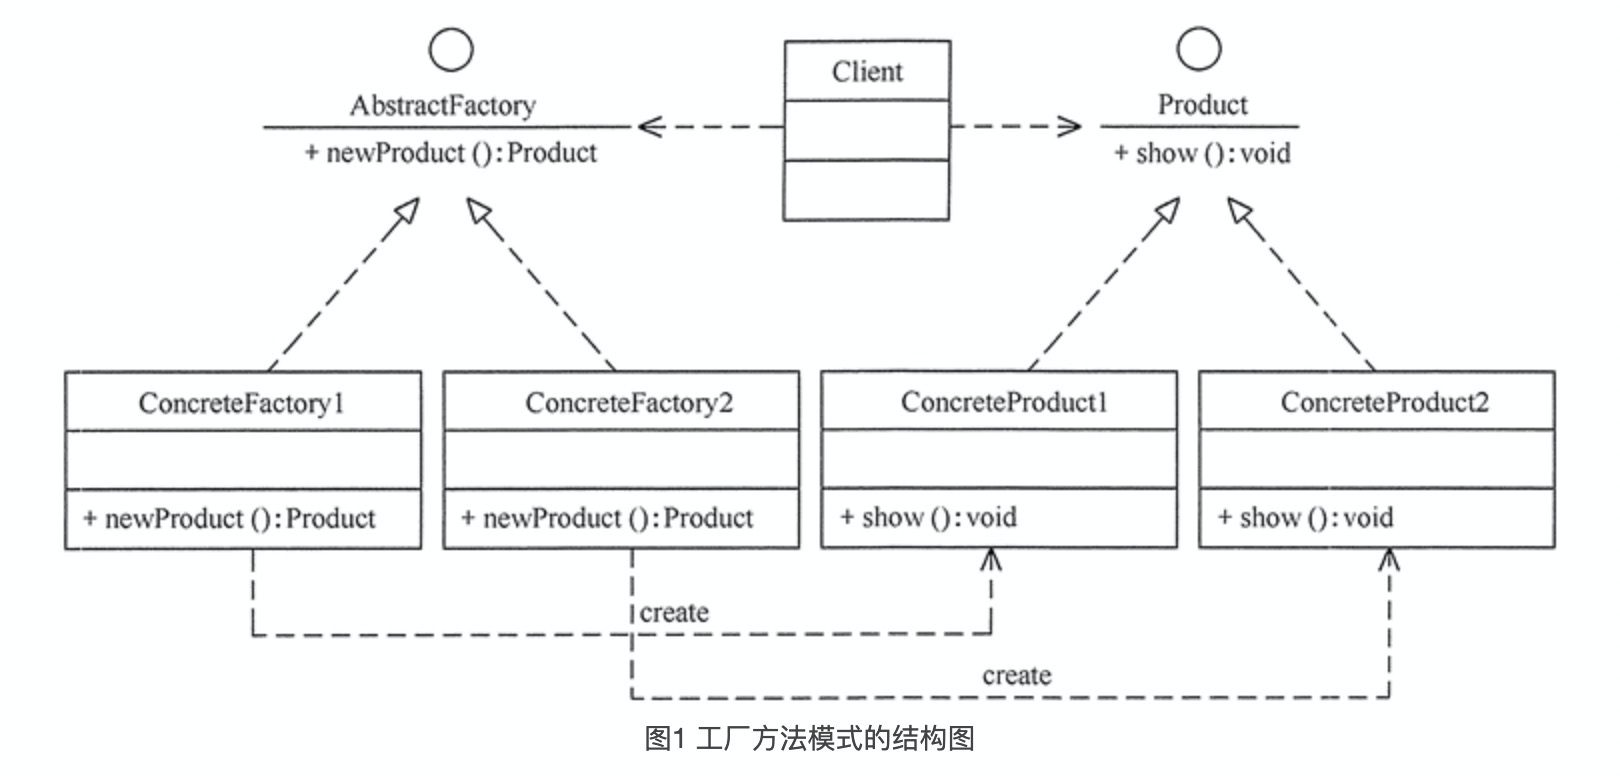 AbstractFactory
+ newProduct (): Product
Client
Product
+ show (): void
ConcreteFactory1
+ newProduct (): Product
ConcreteFactory2
+ newProduct (): Product
ConcreteProduct1
+ show (): void
ConcreteProduct2
+ show (): void
create
create
图1 工厂方法模式的结构图